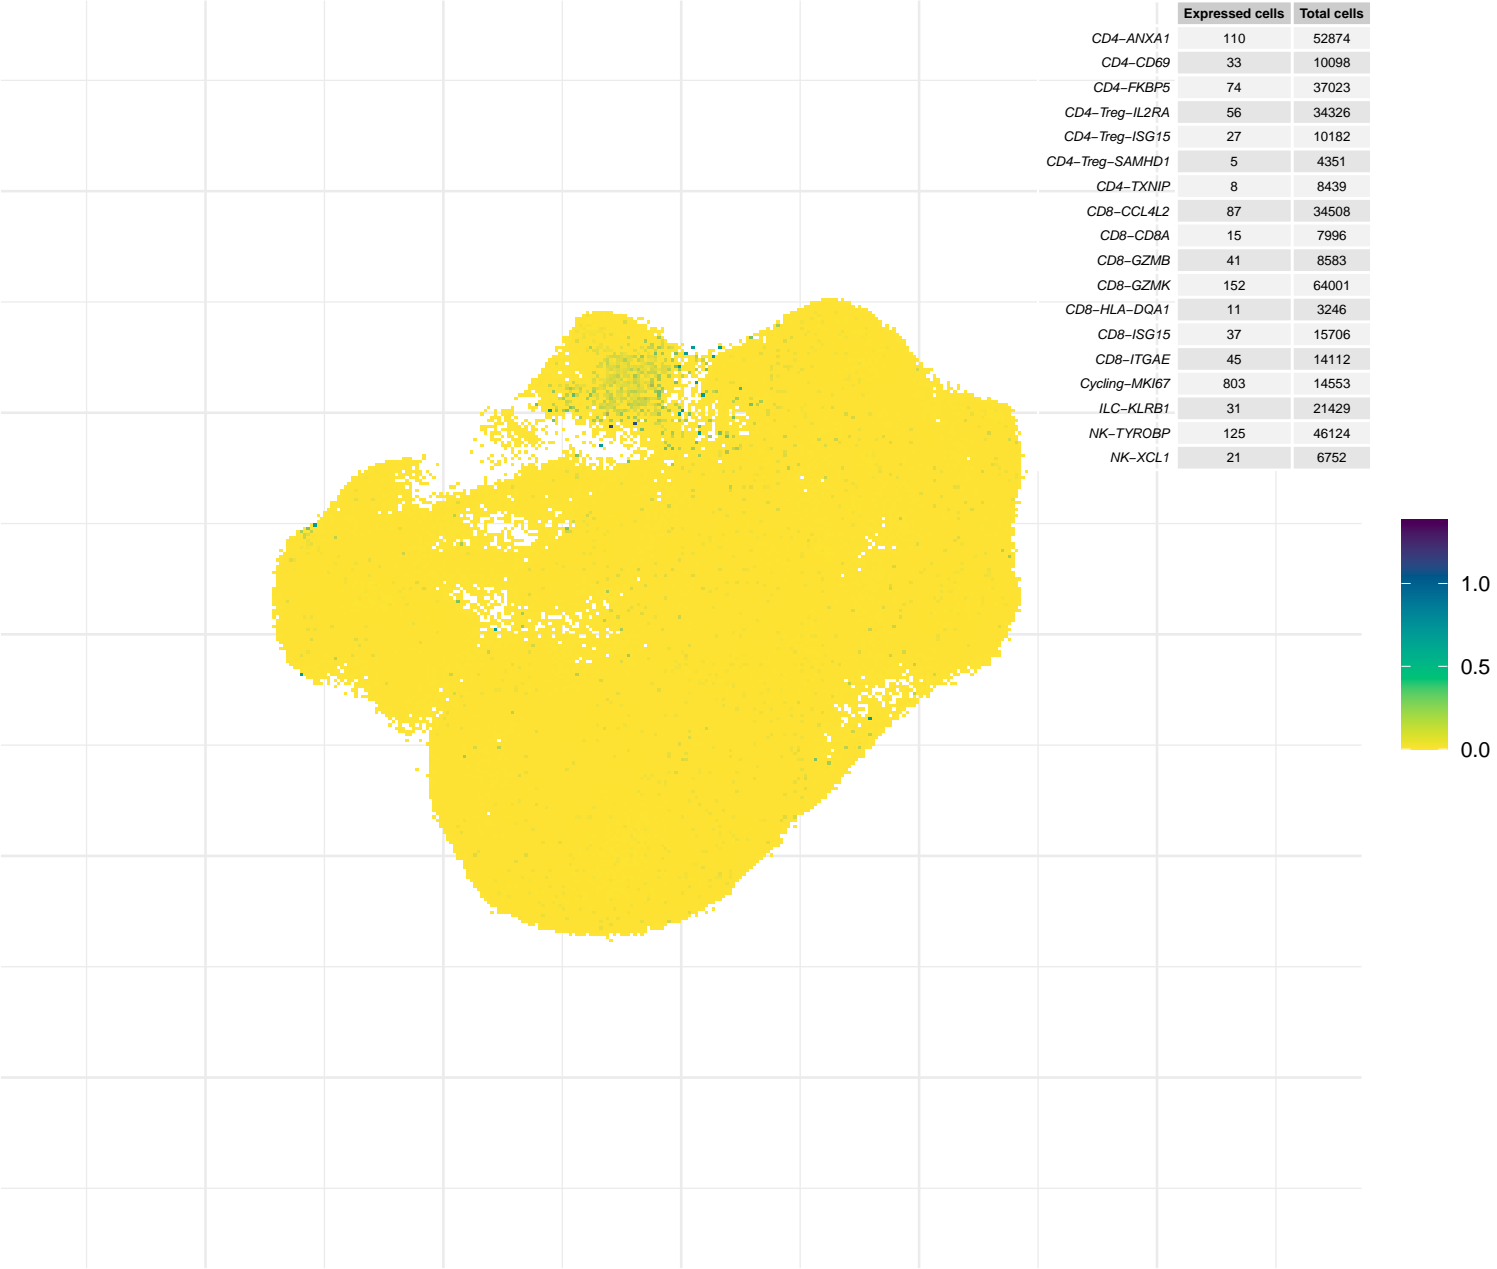 Expressed cells Total cells
CD4−ANXA1 110 52874
CD4−CD69 33 10098
CD4−FKBP5 74 37023
CD4−Treg−IL2RA 56 34326
CD4−Treg−ISG15 27 10182
CD4−Treg−SAMHD1 5 4351
CD4−TXNIP 8 8439
CD8−CCL4L2 87 34508
CD8−CD8A 15 7996
CD8−GZMB 41 8583
CD8−GZMK 152 64001
CD8−HLA−DQA1 11 3246
CD8−ISG15 37 15706
CD8−ITGAE 45 14112
Cycling−MKI67 803 14553
ILC−KLRB1 31 21429
NK−TYROBP 125 46124
NK−XCL1 21 6752
1.0
0.5
0.0